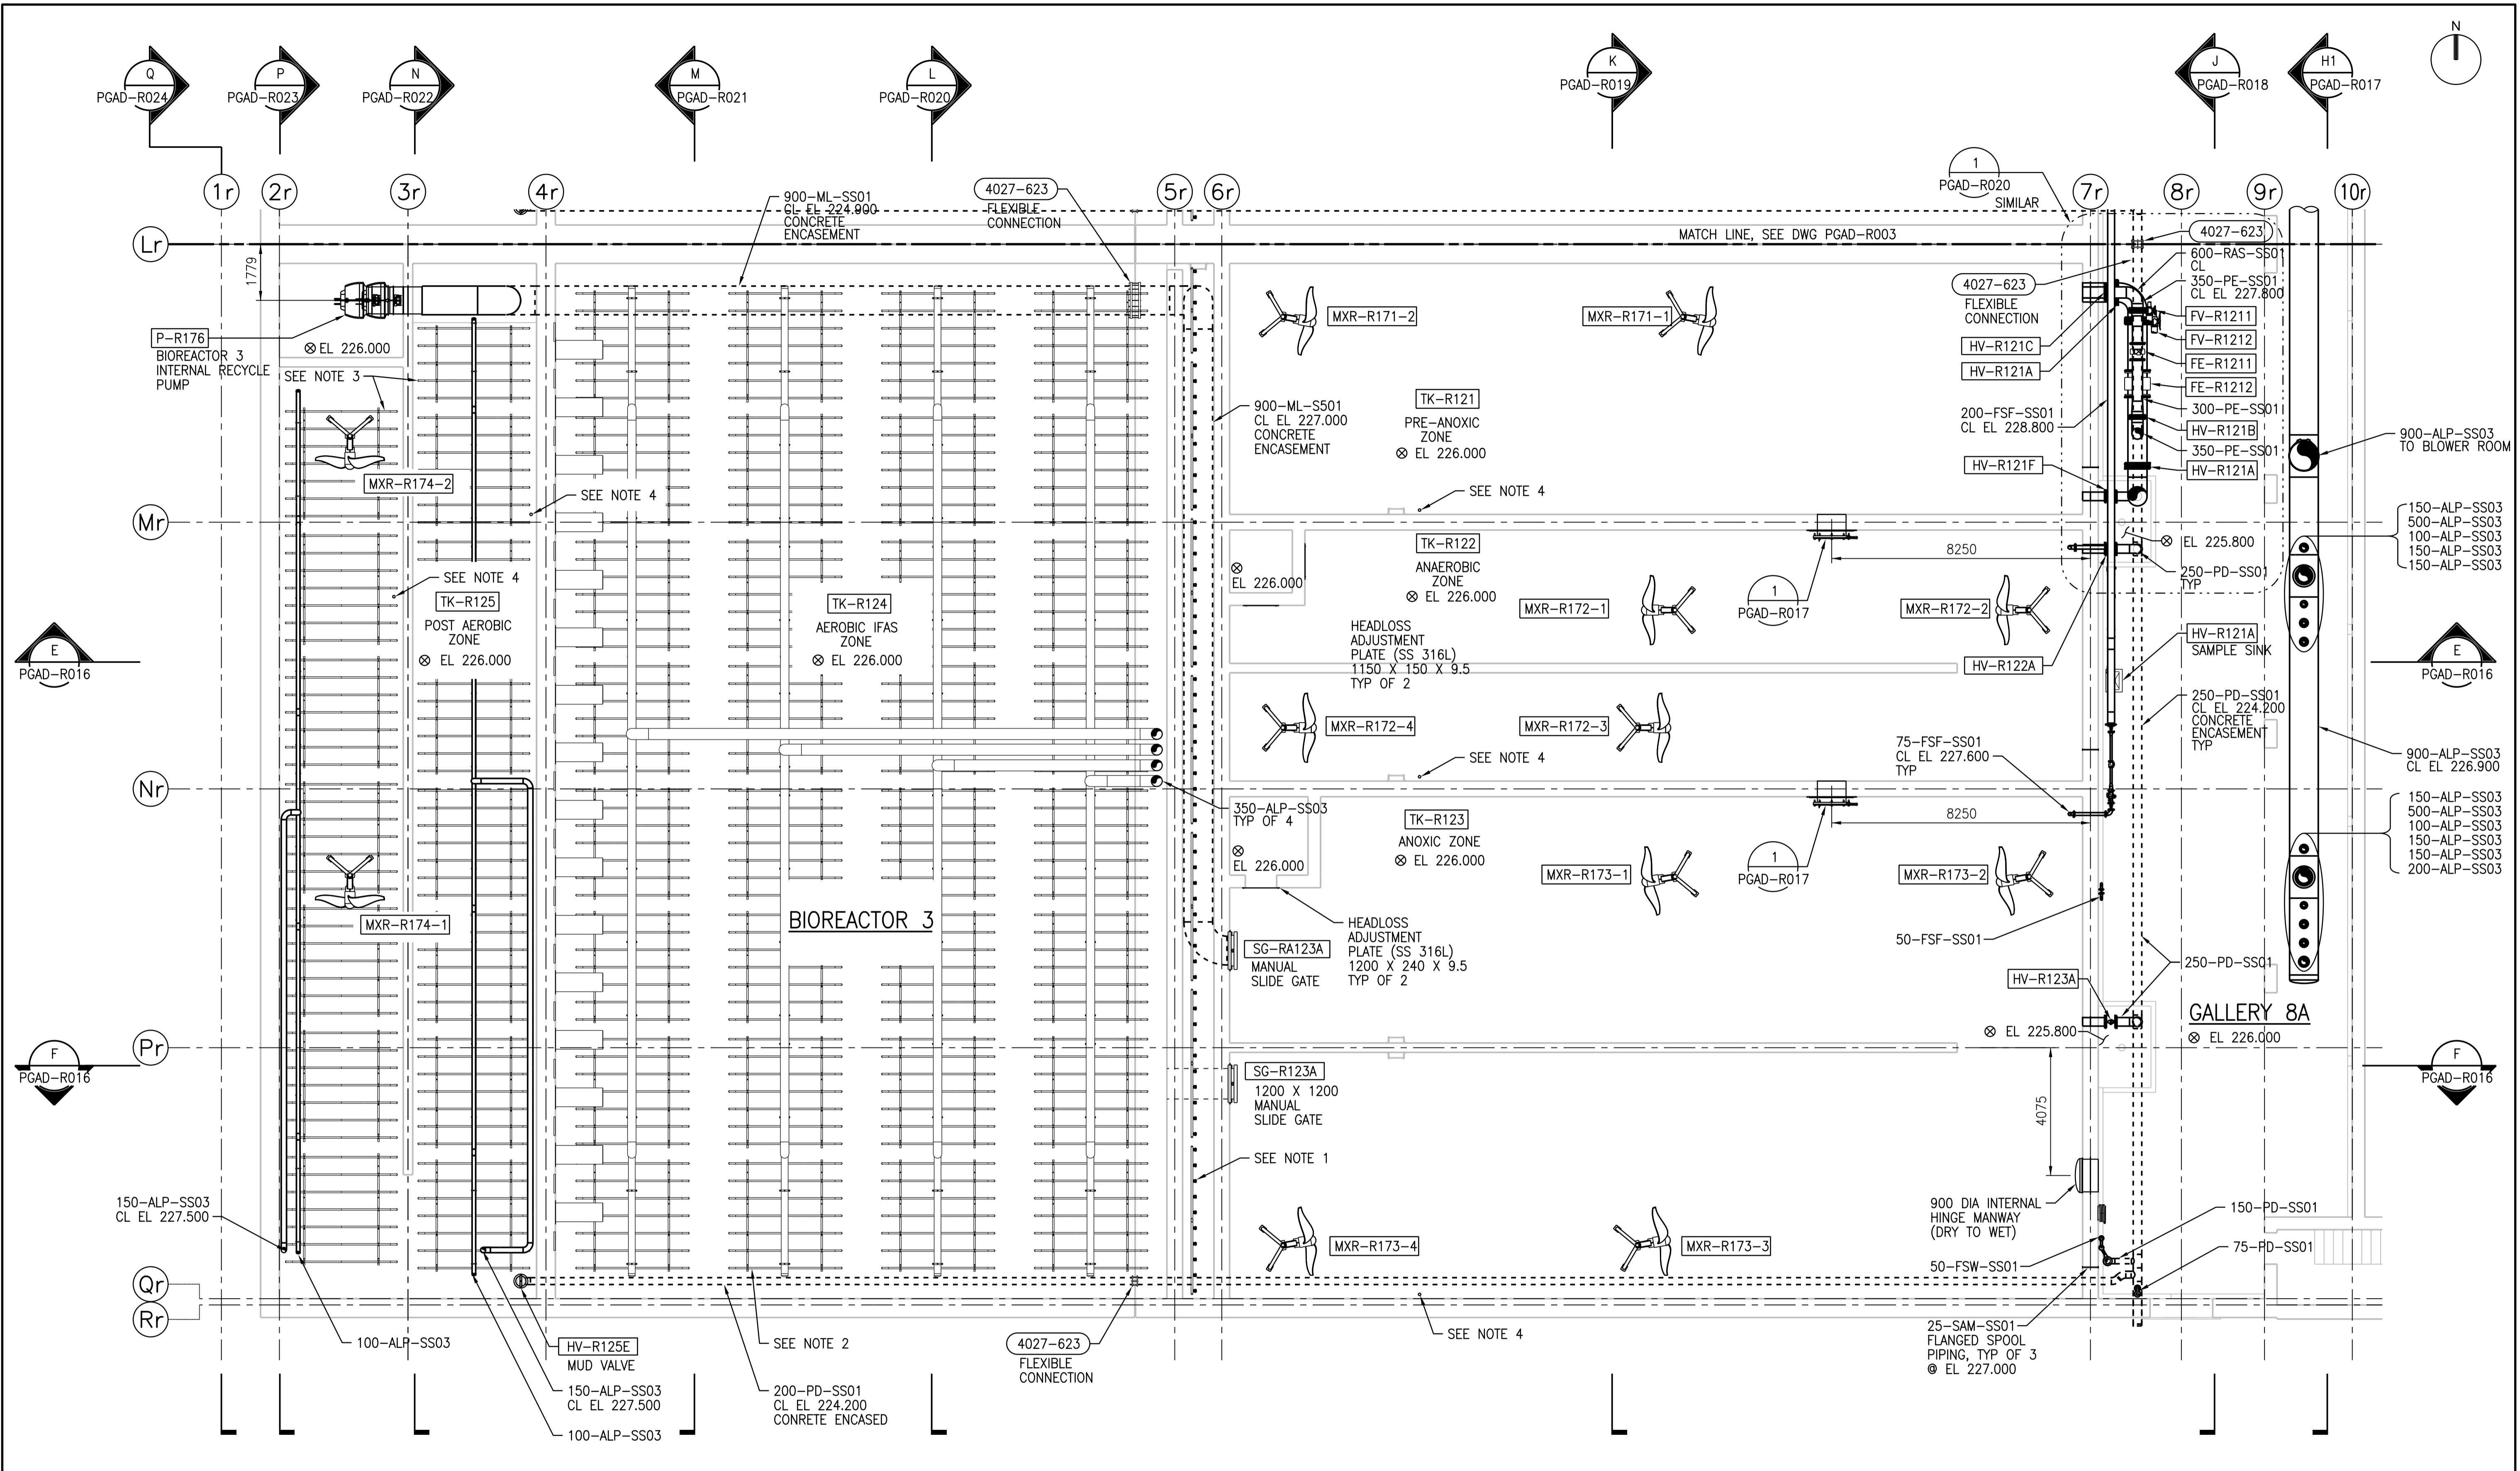 N
Q
PGAD-R024
P
PGAD-R023
N
PGAD-R022
M
PGAD-R021
L
PGAD-R020
K
PGAD-R019
J
PGAD-R018
H1
PGAD-R017
1
PGAD-R020
SIMILAR
1r
2r
3r
4r
5r
6r
7r
8r
9r
10r
900-ML-SS01
CL EL 224.900
CONCRETE
ENCASEMENT
4027-623
FLEXIBLE
CONNECTION
Lr
MATCH LINE, SEE DWG PGAD-R003
1779
4027-623
600-RAS-SS01
CL
350-PE-SS01
CL EL 227.800
4027-623
FLEXIBLE
CONNECTION
FV-R1211
FV-R1212
FE-R1211
FE-R1212
300-PE-SS01
HV-R121B
350-PE-SS01
HV-R121A
HV-R121C
HV-R121A
200-FSF-SS01
CL EL 228.800
HV-R121F
P-R176
BIOREACTOR 3
INTERNAL RECYCLE
PUMP
EL 226.000
SEE NOTE 3
MXR-R171-2
MXR-R171-1
TK-R121
PRE-ANOXIC
ZONE
EL 226.000
900-ML-S501
CL EL 227.000
CONCRETE
ENCASEMENT
900-ALP-SS03
TO BLOWER ROOM
MXR-R174-2
SEE NOTE 4
SEE NOTE 4
Mr
150-ALP-SS03
500-ALP-SS03
100-ALP-SS03
150-ALP-SS03
150-ALP-SS03
SEE NOTE 4
TK-R125
POST AEROBIC
ZONE
EL 226.000
TK-R124
AEROBIC IFAS
ZONE
EL 226.000
EL 226.000
TK-R122
ANAEROBIC
ZONE
EL 226.000
8250
EL 225.800
250-PD-SS01
TYP
1
PGAD-R017
MXR-R172-1
MXR-R172-2
HEADLOSS
ADJUSTMENT
PLATE (SS 316L)
1150 X 150 X 9.5
TYP OF 2
HV-R121A
SAMPLE SINK
HV-R122A
E
PGAD-R016
E
PGAD-R016
250-PD-SS01
CL EL 224.200
CONCRETE
ENCASEMENT
TYP
MXR-R172-4
MXR-R172-3
SEE NOTE 4
75-FSF-SS01
CL EL 227.600
TYP
900-ALP-SS03
CL EL 226.900
Nr
350-ALP-SS03
TYP OF 4
EL 226.000
TK-R123
ANOXIC ZONE
EL 226.000
8250
1
PGAD-R017
150-ALP-SS03
500-ALP-SS03
100-ALP-SS03
150-ALP-SS03
150-ALP-SS03
200-ALP-SS03
MXR-R173-1
MXR-R173-2
MXR-R174-1
BIOREACTOR 3
SG-RA123A
MANUAL
SLIDE GATE
HEADLOSS
ADJUSTMENT
PLATE (SS 316L)
1200 X 240 X 9.5
TYP OF 2
50-FSF-SS01
250-PD-SS01
HV-R123A
GALLERY 8A
EL 226.000
EL 225.800
Pr
F
PGAD-R016
F
PGAD-R016
SG-R123A
1200 X 1200
MANUAL
SLIDE GATE
4075
SEE NOTE 1
150-ALP-SS03
CL EL 227.500
900 DIA INTERNAL
HINGE MANWAY
(DRY TO WET)
150-PD-SS01
75-PD-SS01
MXR-R173-4
MXR-R173-3
50-FSW-SS01
Qr
Rr
100-ALP-SS03
HV-R125E
MUD VALVE
150-ALP-SS03
CL EL 227.500
100-ALP-SS03
SEE NOTE 2
200-PD-SS01
CL EL 224.200
CONRETE ENCASED
4027-623
FLEXIBLE
CONNECTION
SEE NOTE 4
25-SAM-SS01
FLANGED SPOOL
PIPING, TYP OF 3
@ EL 227.000